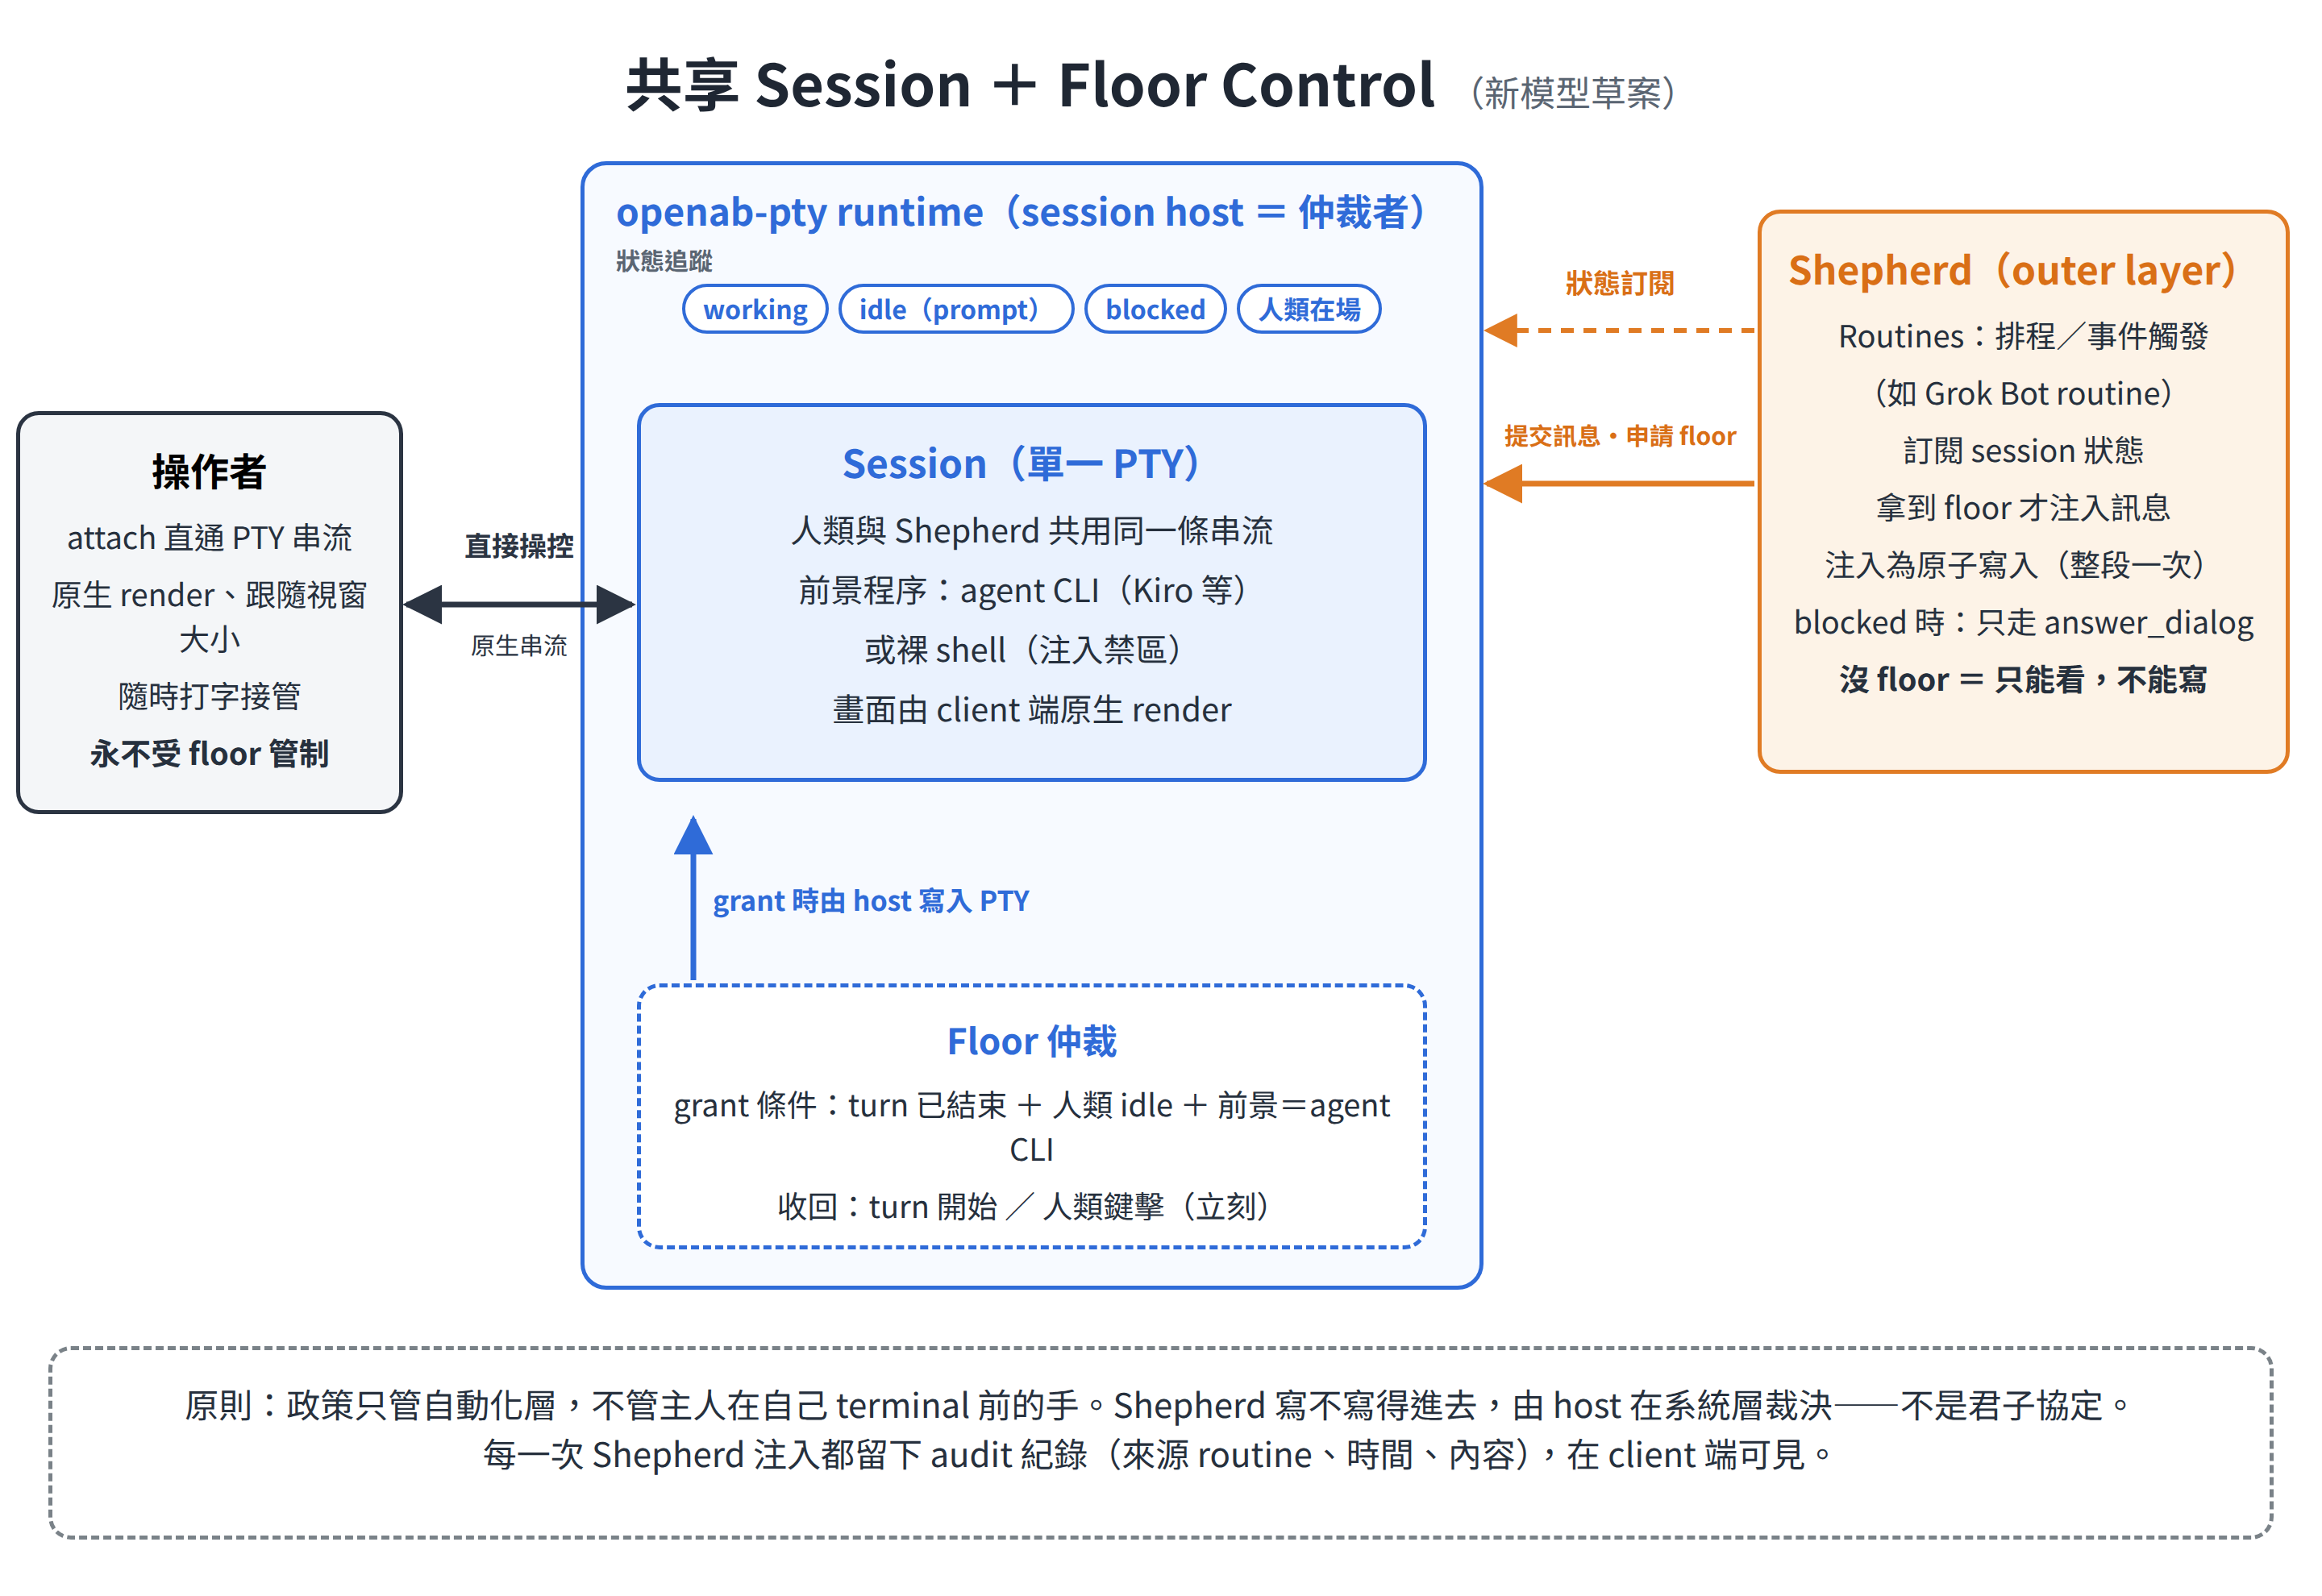 共享 Session ＋ Floor Control（新模型草案）
openab-pty runtime（session host ＝ 仲裁者）
狀態追蹤
working
idle（prompt）
blocked
人類在場
操作者
attach 直通 PTY 串流
原生 render、跟隨視窗
大小
隨時打字接管
永不受 floor 管制
直接操控
原生串流
Session（單一 PTY）
人類與 Shepherd 共用同一條串流
前景程序：agent CLI（Kiro 等）
或裸 shell（注入禁區）
畫面由 client 端原生 render
grant 時由 host 寫入 PTY
Floor 仲裁
grant 條件：turn 已結束 ＋ 人類 idle ＋ 前景＝agent
CLI
收回：turn 開始 ／ 人類鍵擊（立刻）
狀態訂閱
提交訊息・申請 floor
Shepherd（outer layer）
Routines：排程／事件觸發
（如 Grok Bot routine）
訂閱 session 狀態
拿到 floor 才注入訊息
注入為原子寫入（整段一次）
blocked 時：只走 answer_dialog
沒 floor ＝ 只能看，不能寫
原則：政策只管自動化層，不管主人在自己 terminal 前的手。Shepherd 寫不寫得進去，由 host 在系統層裁決——不是君子協定。
每一次 Shepherd 注入都留下 audit 紀錄（來源 routine、時間、內容），在 client 端可見。